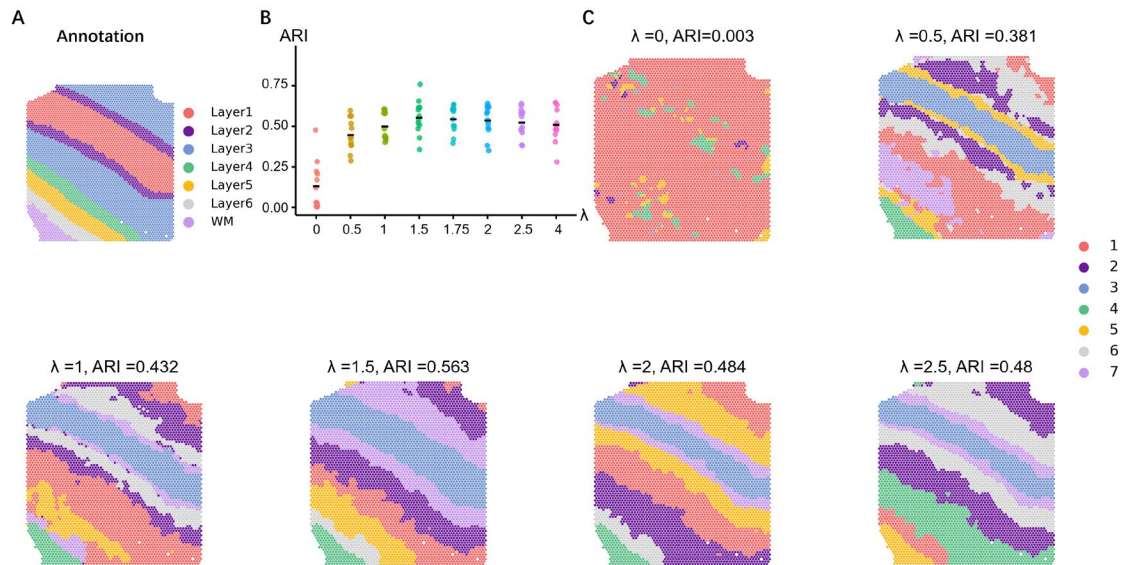 A
Annotation
Layer1
Layer2
Layer3
Layer4
Layer5
Layer6
WM
B
ARI
0.75
0.50
0.25
0.00
0 0.5 1 1.5 1.75 2 2.5 4
λ
C
λ =0, ARI=0.003
λ =0.5, ARI =0.381
1
2
3
4
5
6
7
λ =1, ARI =0.432
λ =1.5, ARI =0.563
λ =2, ARI =0.484
λ =2.5, ARI =0.48